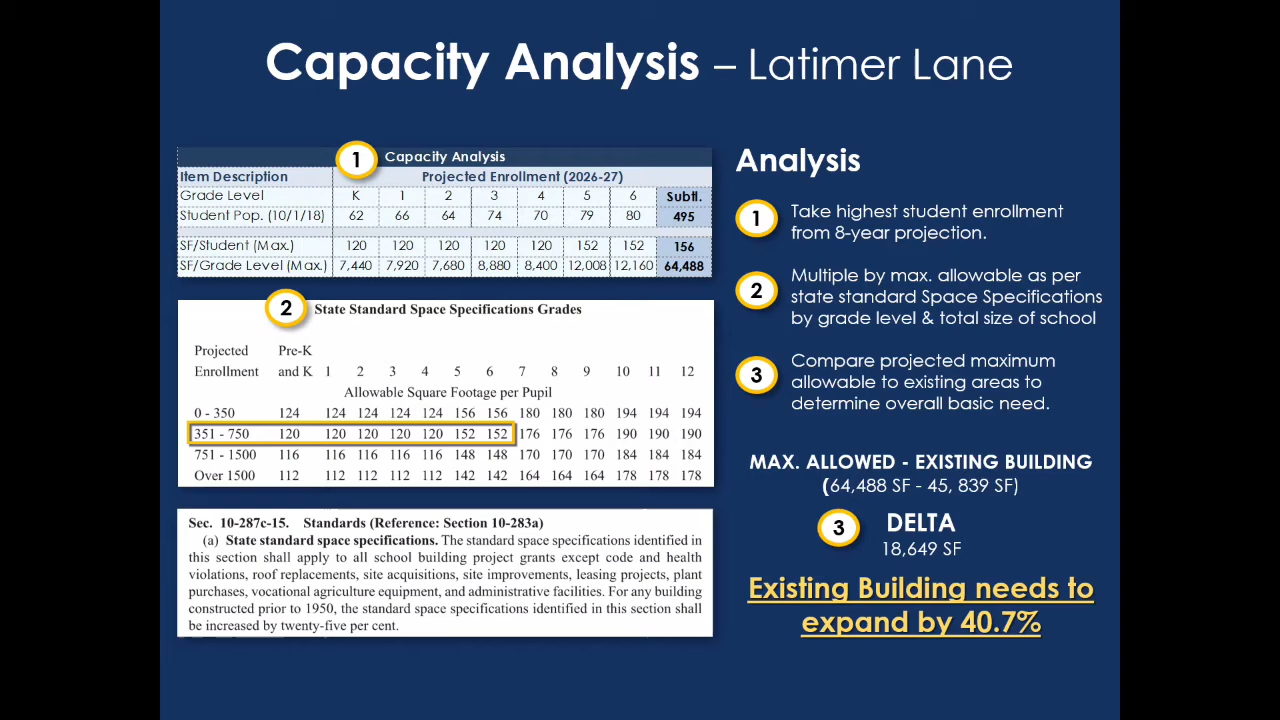 Capacity Analysis – Latimer Lane
1 Capacity Analysis
Item Description Projected Enrollment (2026-27)
Grade Level K 1 2 3 4 5 6 Subtl.
Student Pop. (10/1/18) 62 66 64 74 70 79 80 495
SF/Student (Max.) 120 120 120 120 120 152 152 156
SF/Grade Level (Max.) 7,440 7,920 7,680 8,880 8,400 12,008 12,160 64,488
2 State Standard Space Specifications Grades
Projected Pre-K
Enrollment and K 1 2 3 4 5 6 7 8 9 10 11 12
Allowable Square Footage per Pupil
0 - 350 124 124 124 124 124 156 156 180 180 180 194 194 194
351 - 750 120 120 120 120 120 152 152 176 176 176 190 190 190
751 - 1500 116 116 116 116 116 148 148 170 170 170 184 184 184
Over 1500 112 112 112 112 112 142 142 164 164 164 178 178 178
Sec. 10-287c-15. Standards (Reference: Section 10-283a)
(a) State standard space specifications. The standard space specifications identified in
this section shall apply to all school building project grants except code and health
violations, roof replacements, site acquisitions, site improvements, leasing projects, plant
purchases, vocational agriculture equipment, and administrative facilities. For any building
constructed prior to 1950, the standard space specifications identified in this section shall
be increased by twenty-five per cent.
Analysis
1 Take highest student enrollment
from 8-year projection.
2 Multiple by max. allowable as per
state standard Space Specifications
by grade level & total size of school
3 Compare projected maximum
allowable to existing areas to
determine overall basic need.
MAX. ALLOWED - EXISTING BUILDING
(64,488 SF - 45, 839 SF)
3 DELTA
18,649 SF
Existing Building needs to
expand by 40.7%